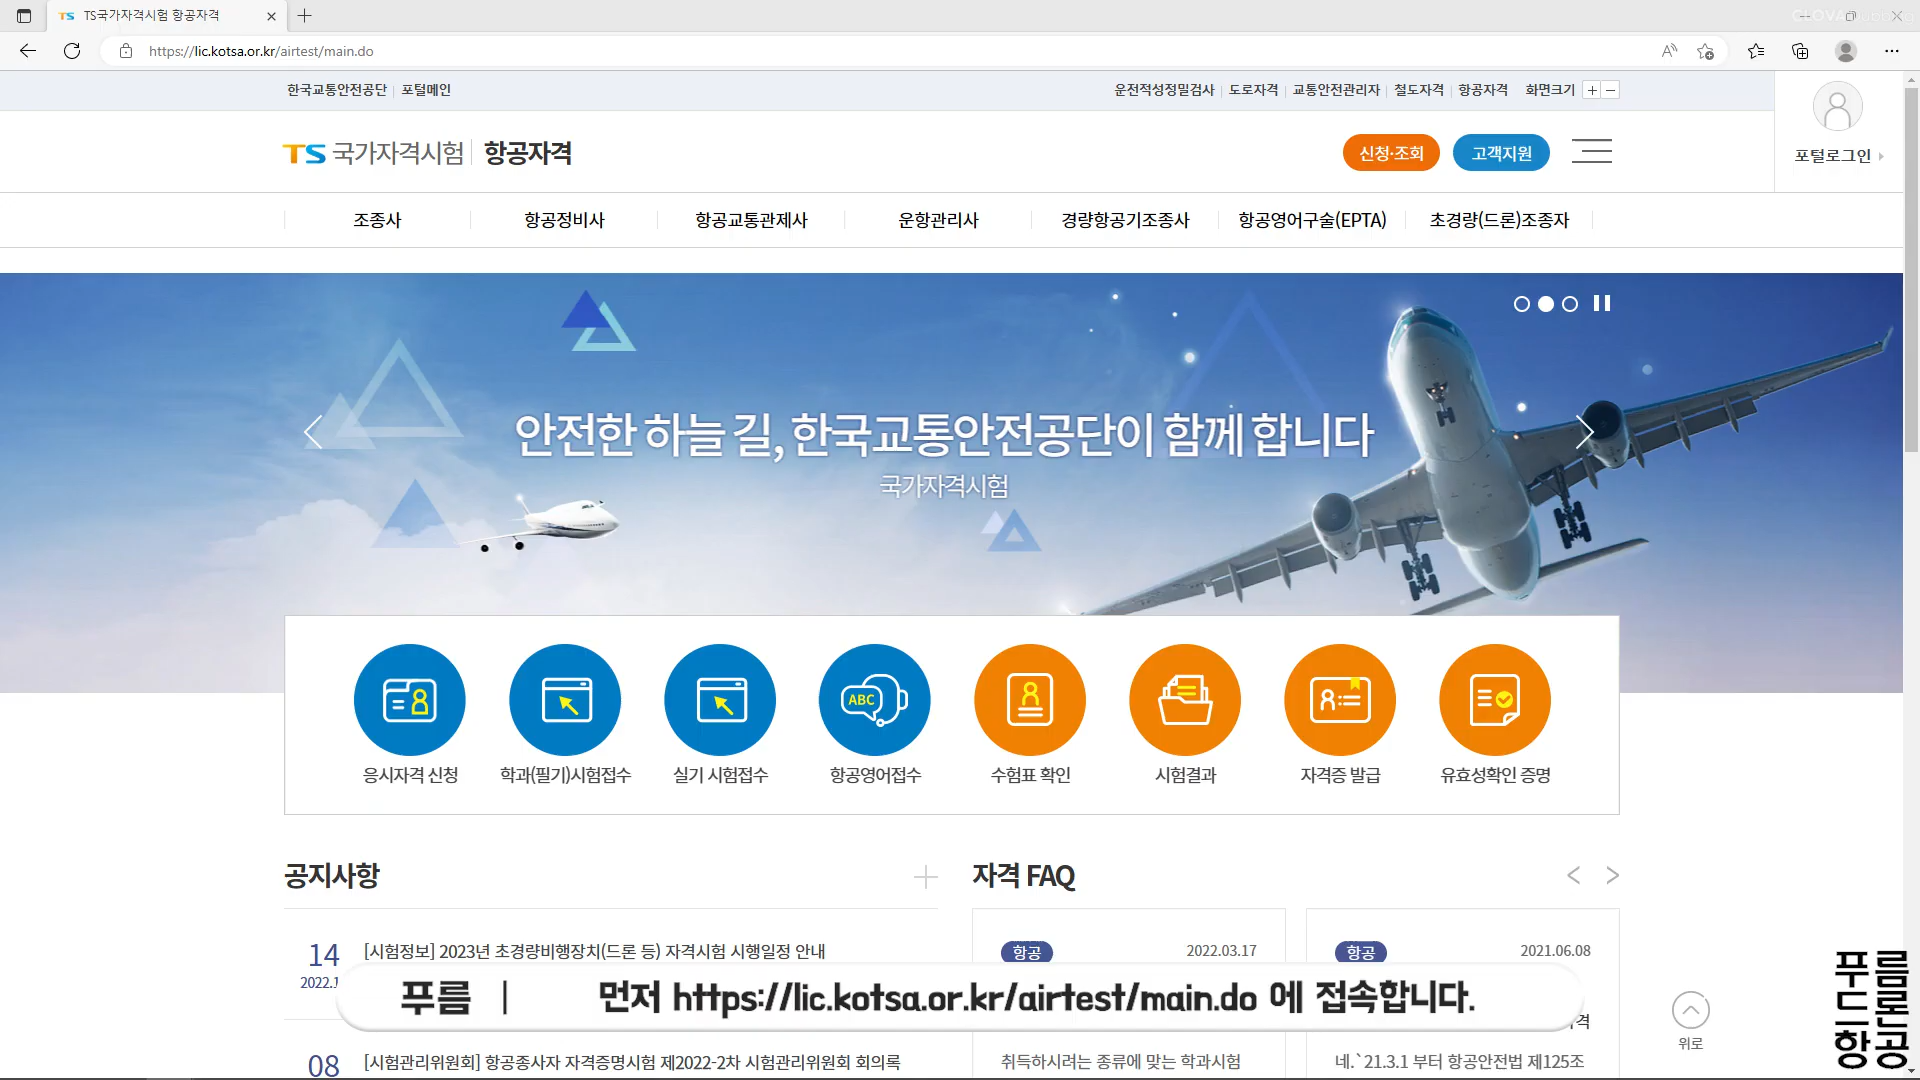 TS국가자격시험 항공자격
https://lic.kotsa.or.kr/airtest/main.do
한국교통안전공단 포털메인
운전적성정밀검사 도로자격 교통안전관리자 철도자격 항공자격 화면크기 + −
포털로그인
TS 국가자격시험 항공자격
신청·조회 고객지원
조종사 항공정비사 항공교통관제사 운항관리사 경량항공기조종사 항공영어구술(EPTA) 초경량(드론)조종자
안전한 하늘 길, 한국교통안전공단이 함께 합니다
국가자격시험
ABC
응시자격 신청 학과(필기)시험접수 실기 시험접수 항공영어접수 수험표 확인 시험결과 자격증 발급 유효성확인 증명
공지사항
자격 FAQ
14 [시험정보] 2023년 초경량비행장치(드론 등) 자격시험 시행일정 안내
항공 2022.03.17
항공 2021.06.08
푸름 | 먼저 https://lic.kotsa.or.kr/airtest/main.do 에 접속합니다.
08 [시험관리위원회] 항공종사자 자격증명시험 제2022-2차 시험관리위원회 회의록
취득하시려는 종류에 맞는 학과시험
네.`21.3.1 부터 항공안전법 제125조
위로
푸름
드론
항공